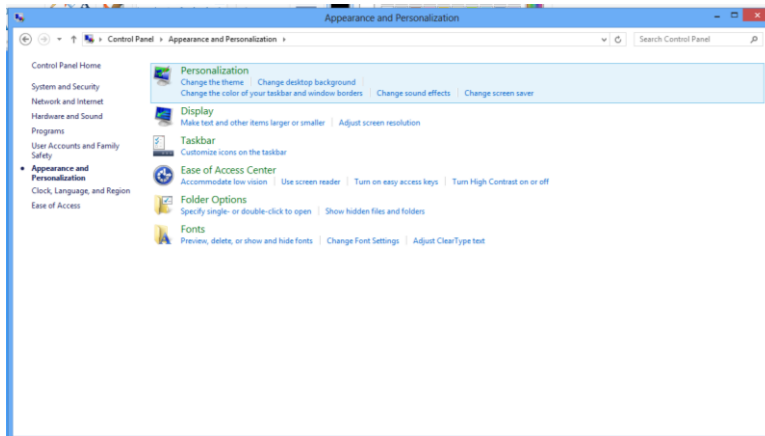 Appearance and Personalization
Control Panel Appearance and Personalization
Search Control Panel
Control Panel Home
System and Security
Network and Internet
Hardware and Sound
Programs
User Accounts and Family
Safety
Appearance and
Personalization
Clock, Language, and Region
Ease of Access
Personalization
Change the theme Change desktop background
Change the color of your taskbar and window borders Change sound effects Change screen saver
Display
Make text and other items larger or smaller Adjust screen resolution
Taskbar
Customize icons on the taskbar
Ease of Access Center
Accommodate low vision Use screen reader Turn on easy access keys Turn High Contrast on or off
Folder Options
Specify single- or double-click to open Show hidden files and folders
Fonts
Preview, delete, or show and hide fonts Change Font Settings Adjust ClearType text